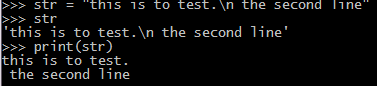 >>> str = "this is to test.\n the second line"
>>> str
'this is to test.\n the second line'
>>> print(str)
this is to test.
 the second line